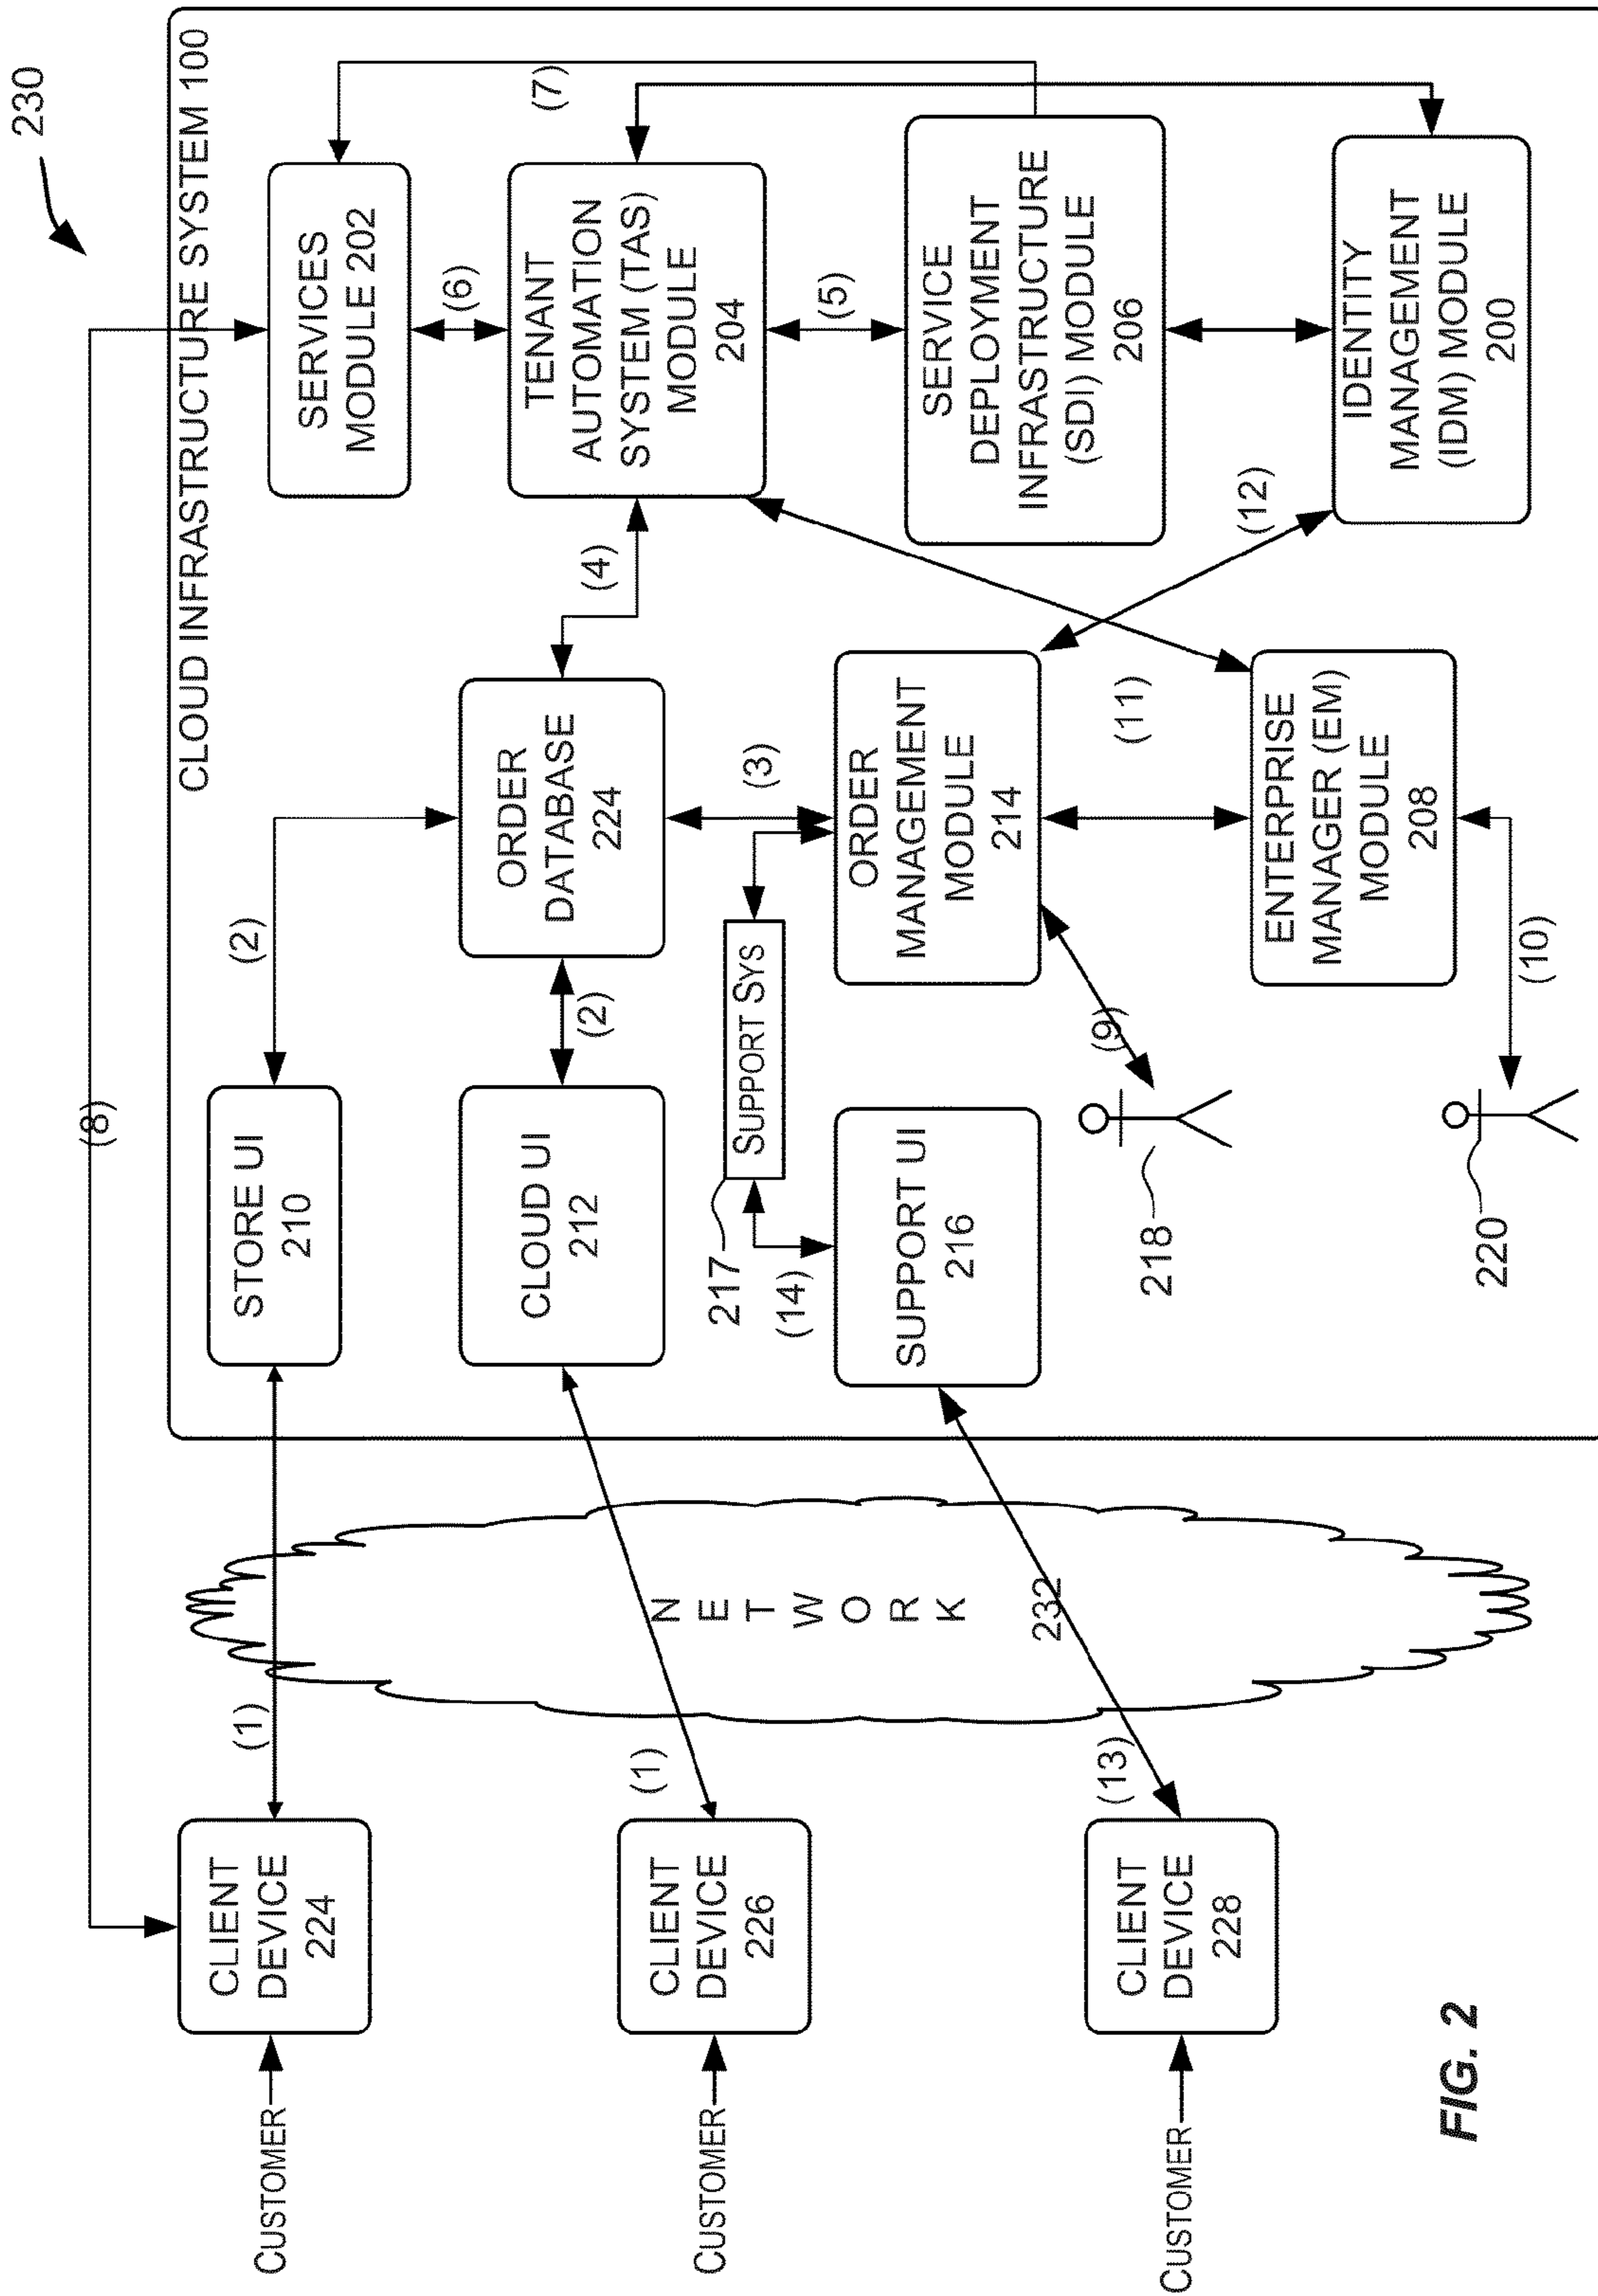 230
CLOUD INFRASTRUCTURE SYSTEM 100
(8)
CUSTOMER
CLIENT
DEVICE
224
(1)
STORE UI
210
(2)
SERVICES
MODULE 202
(7)
(6)
CUSTOMER
CLIENT
DEVICE
226
(1)
CLOUD UI
212
(2)
ORDER
DATABASE
224
(4)
TENANT
AUTOMATION
SYSTEM (TAS)
MODULE
204
(5)
(3)
NETWORK
232
217
SUPPORT SYS
(14)
CUSTOMER
CLIENT
DEVICE
228
(13)
SUPPORT UI
216
ORDER
MANAGEMENT
MODULE
214
SERVICE
DEPLOYMENT
INFRASTRUCTURE
(SDI) MODULE
206
(9)
218
(11)
(12)
ENTERPRISE
MANAGER (EM)
MODULE
208
IDENTITY
MANAGEMENT
(IDM) MODULE
200
(10)
220
FIG. 2